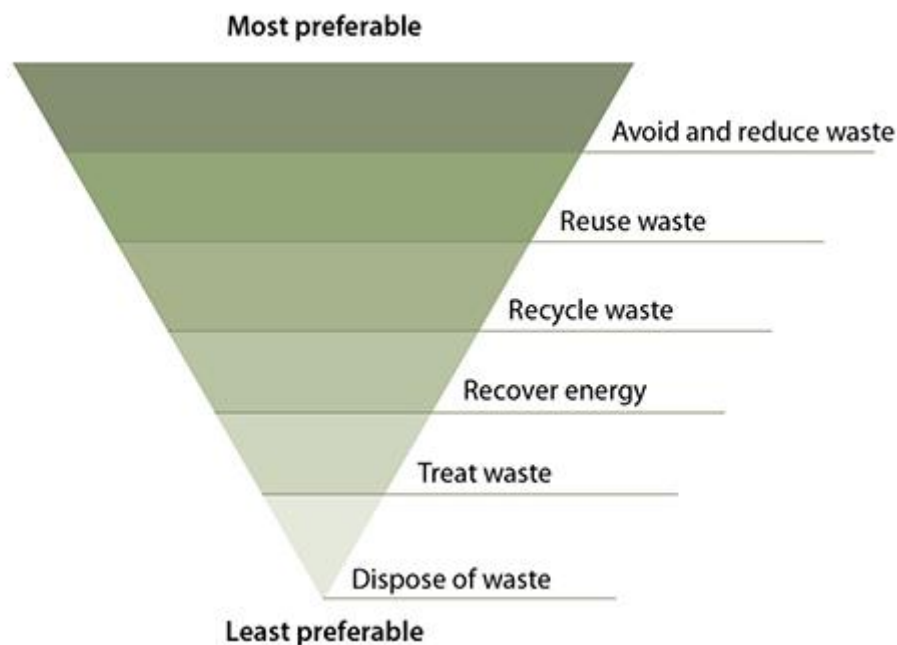 Most preferable
Avoid and reduce waste
Reuse waste
Recycle waste
Recover energy
Treat waste
Dispose of waste
Least preferable